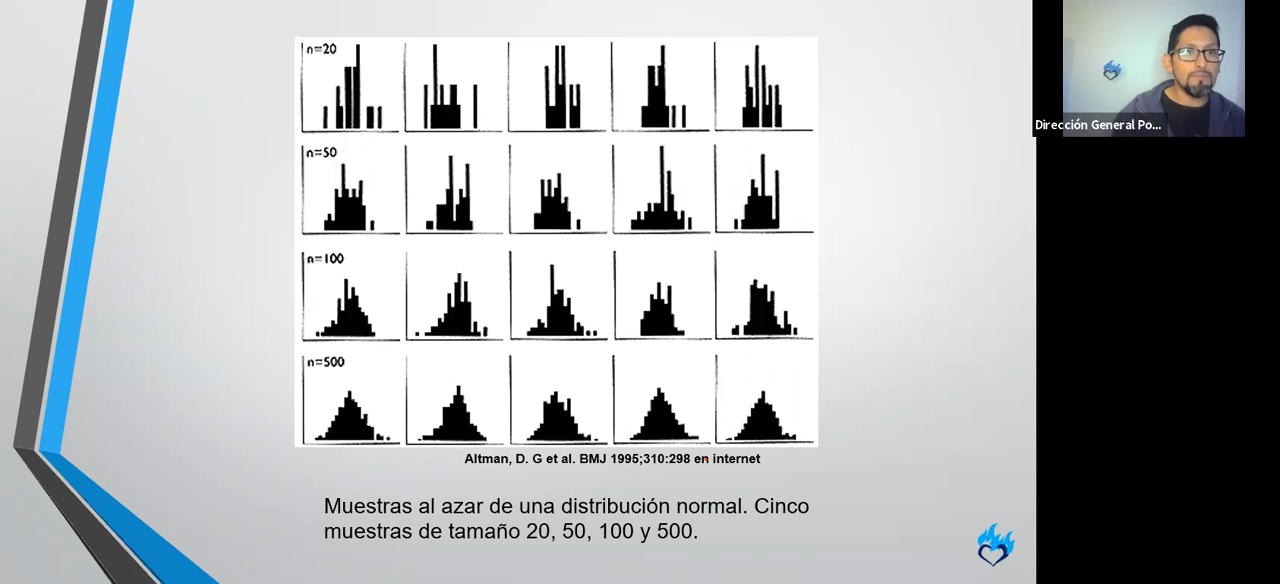 n=20
Dirección General Po...
n=50
n=100
n=500
Altman, D. G et al. BMJ 1995;310:298 en internet
Muestras al azar de una distribución normal. Cinco
muestras de tamaño 20, 50, 100 y 500.